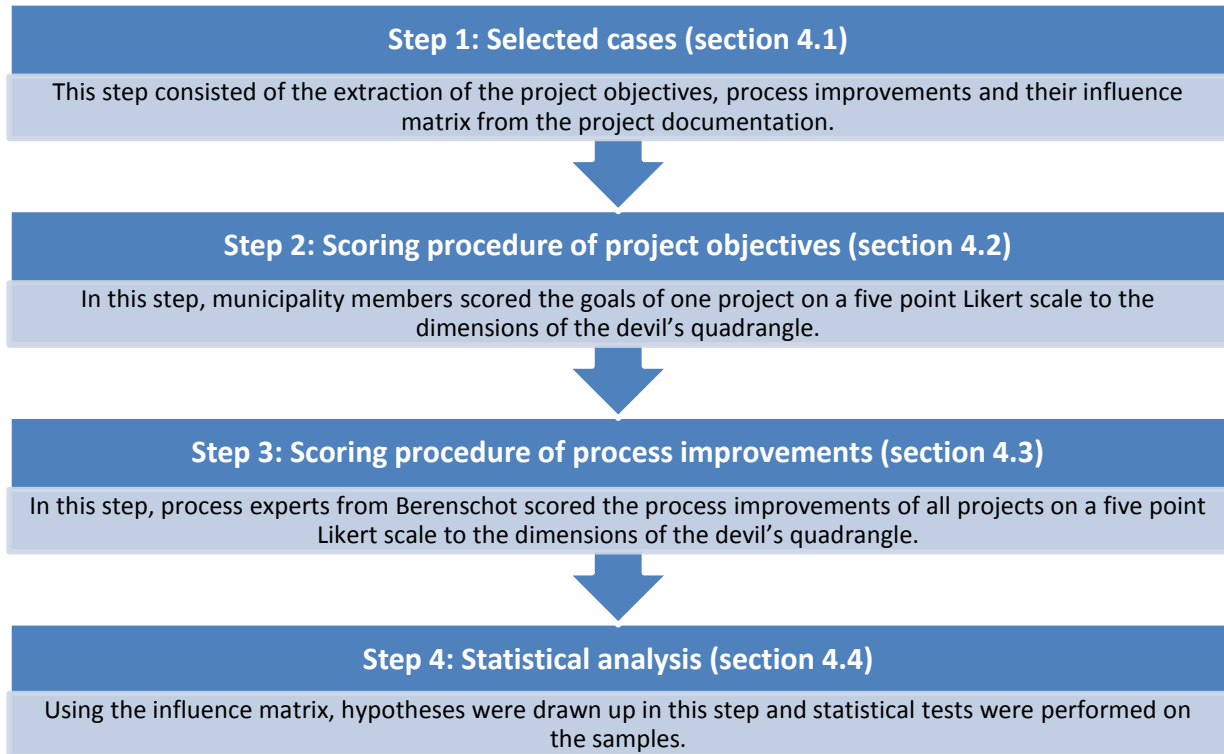 Step 1: Selected cases (section 4.1)
This step consisted of the extraction of the project objectives, process improvements and their influence
matrix from the project documentation.
Step 2: Scoring procedure of project objectives (section 4.2)
In this step, municipality members scored the goals of one project on a five point Likert scale to the
dimensions of the devil’s quadrangle.
Step 3: Scoring procedure of process improvements (section 4.3)
In this step, process experts from Berenschot scored the process improvements of all projects on a five point
Likert scale to the dimensions of the devil’s quadrangle.
Step 4: Statistical analysis (section 4.4)
Using the influence matrix, hypotheses were drawn up in this step and statistical tests were performed on
the samples.